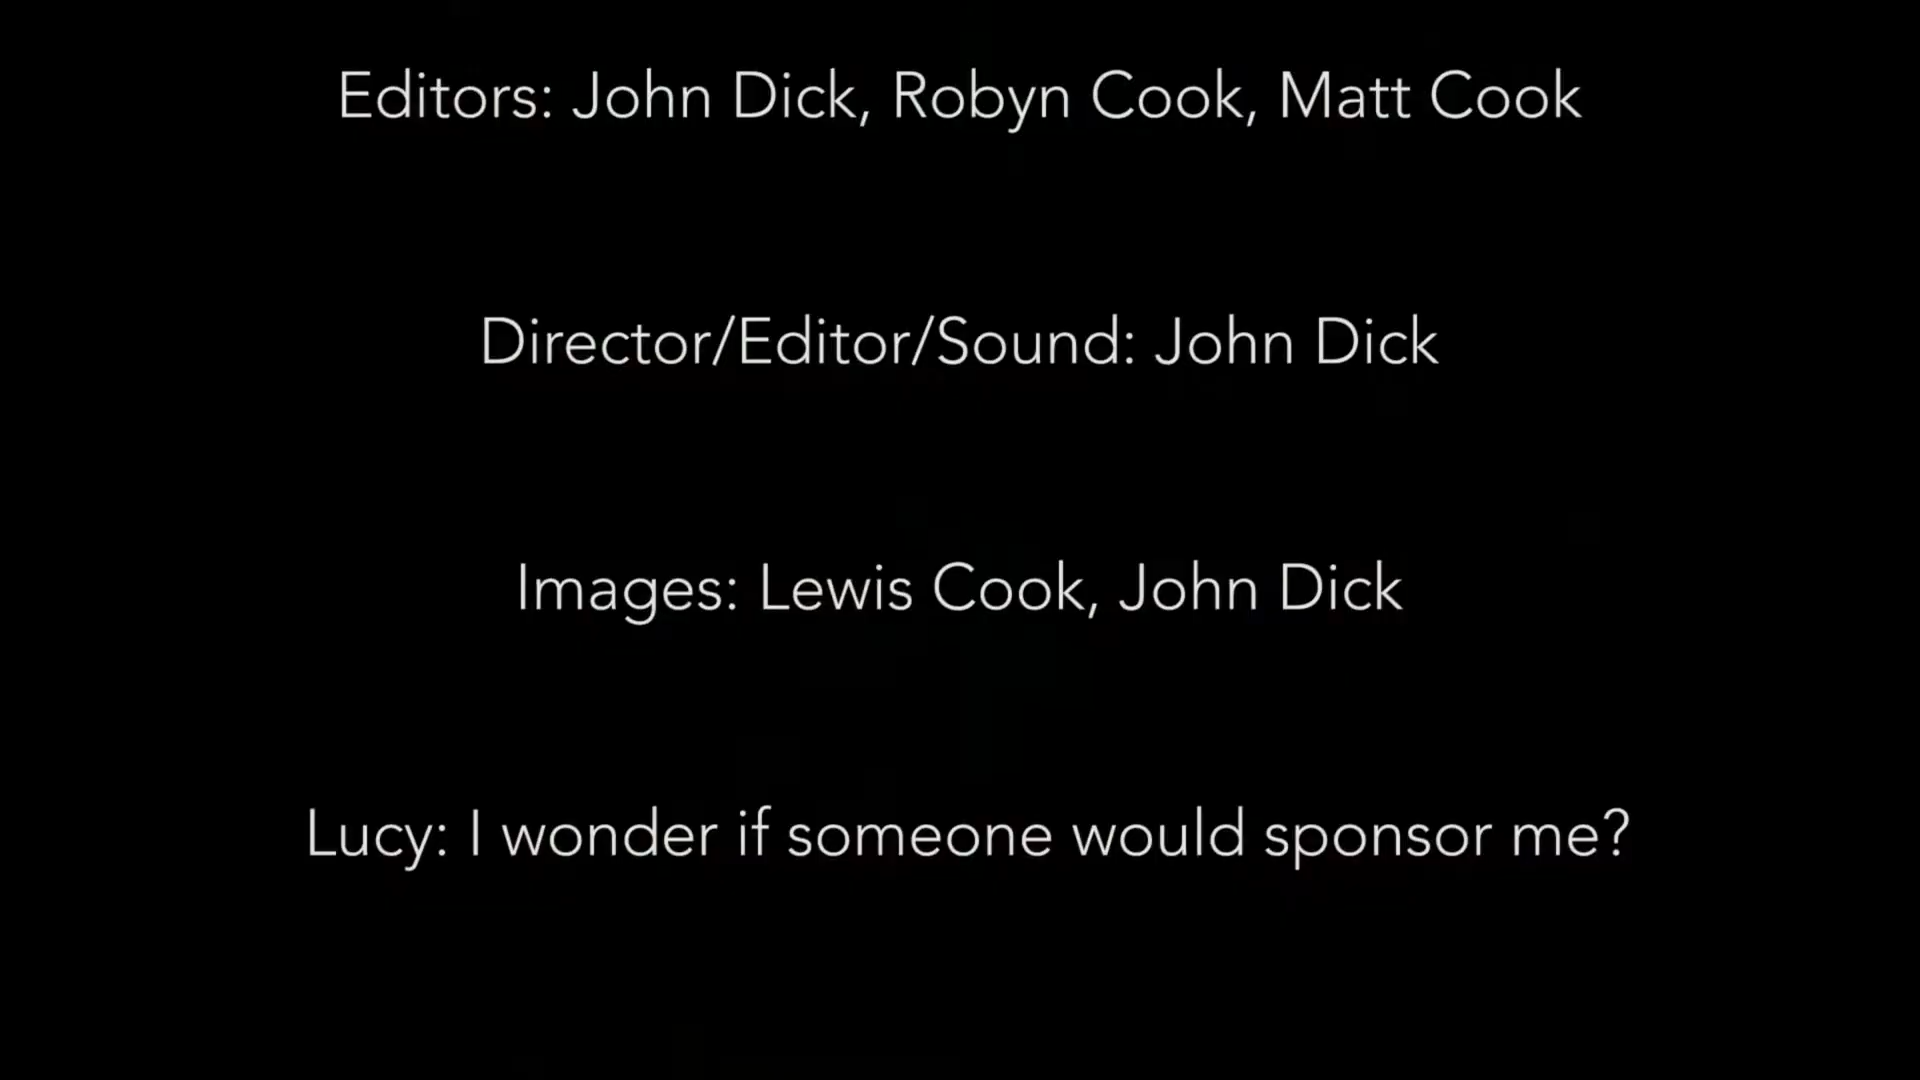 Editors: John Dick, Robyn Cook, Matt Cook
Director/Editor/Sound: John Dick
Images: Lewis Cook, John Dick
Lucy: I wonder if someone would sponsor me?